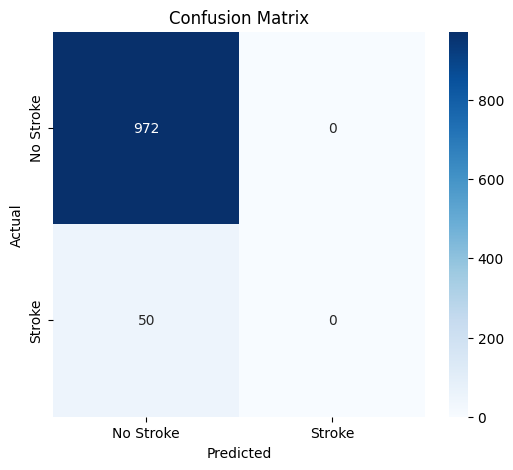 Confusion Matrix
No Stroke
972
0
800
600
Actual
400
Stroke
50
0
200
0
No Stroke
Stroke
Predicted